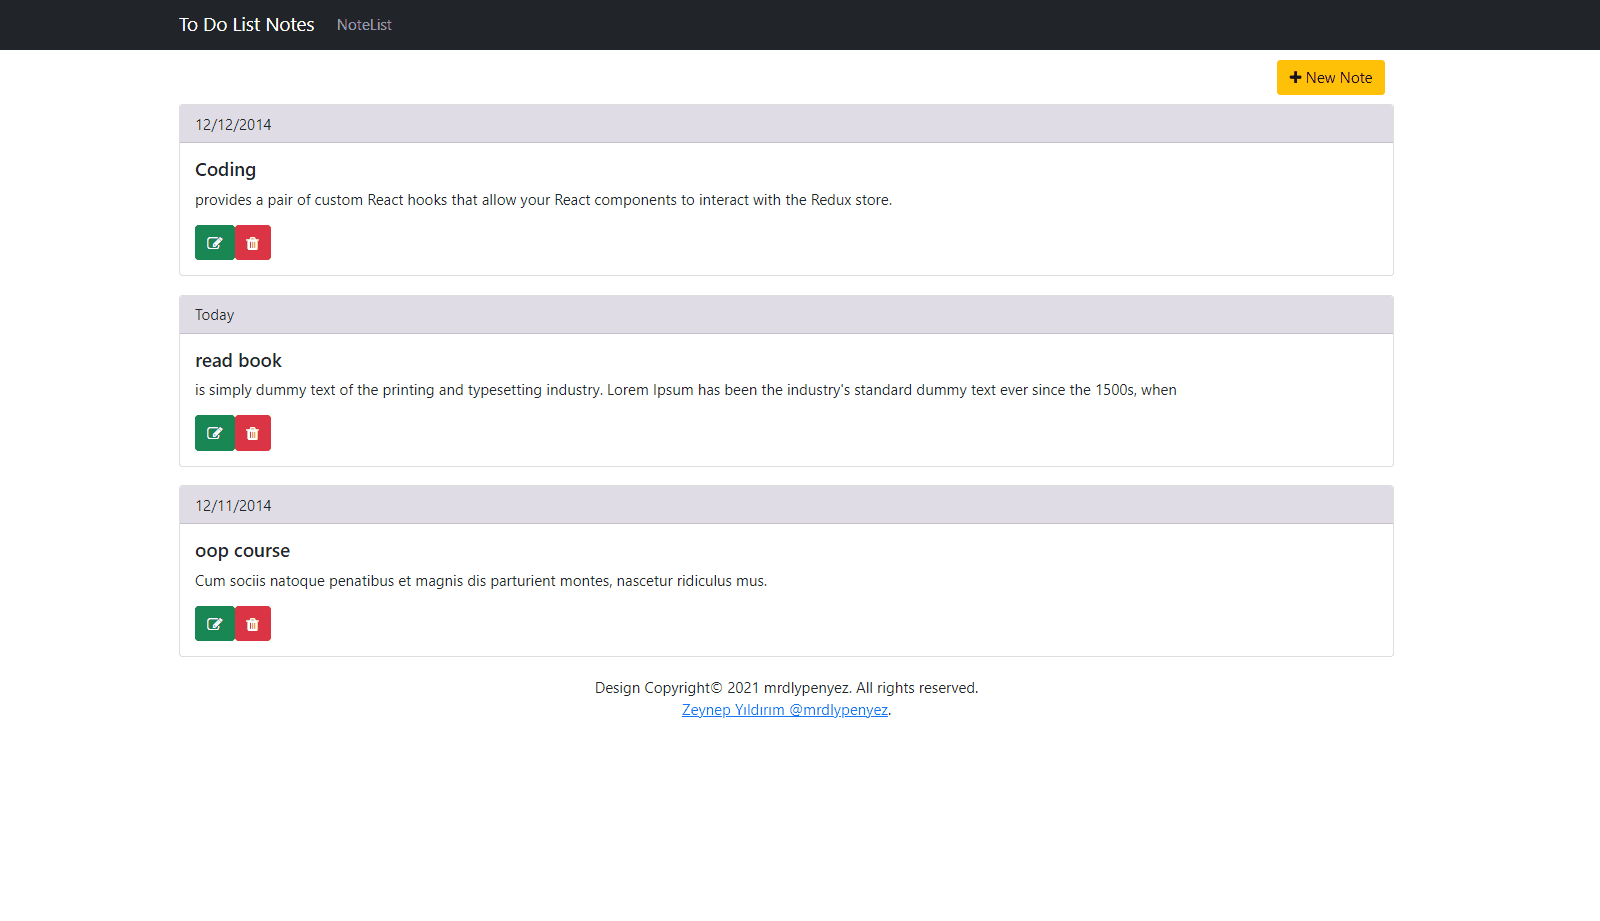 To Do List Notes NoteList
New Note
12/12/2014
Coding
provides a pair of custom React hooks that allow your React components to interact with the Redux store.
Today
read book
is simply dummy text of the printing and typesetting industry. Lorem Ipsum has been the industry's standard dummy text ever since the 1500s, when
12/11/2014
oop course
Cum sociis natoque penatibus et magnis dis parturient montes, nascetur ridiculus mus.
Design Copyright© 2021 mrdlypenyez. All rights reserved.
Zeynep Yıldırım @mrdlypenyez.